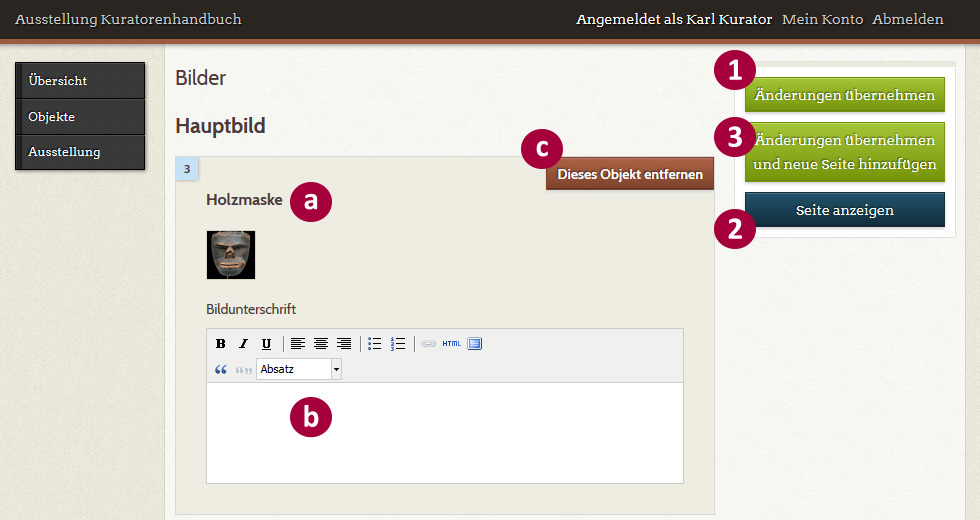 Ausstellung Kuratorenhandbuch
Angemeldet als Karl Kurator Mein Konto Abmelden
Übersicht
Objekte
Ausstellung
Bilder
Hauptbild
3
c
Dieses Objekt entfernen
Holzmaske
a
Bildunterschrift
B I U
HTML
Absatz
b
1
Änderungen übernehmen
3
Änderungen übernehmen
und neue Seite hinzufügen
Seite anzeigen
2